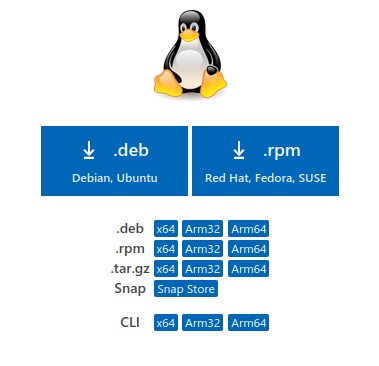 .deb .rpm
Debian, Ubuntu Red Hat, Fedora, SUSE
.deb x64 Arm32 Arm64
.rpm x64 Arm32 Arm64
.tar.gz x64 Arm32 Arm64
Snap Snap Store
CLI x64 Arm32 Arm64